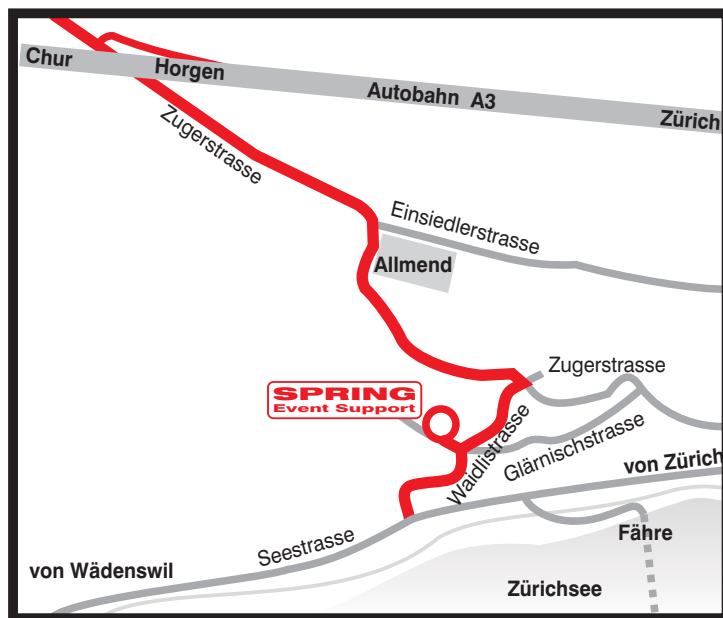 Chur
Horgen
Autobahn A3
Zürich
Zugerstrasse
Einsiedlerstrasse
Allmend
Zugerstrasse
SPRING
Event Support
Waidlistrasse
Glärnischstrasse
von Zürich
Seestrasse
Fähre
von Wädenswil
Zürichsee